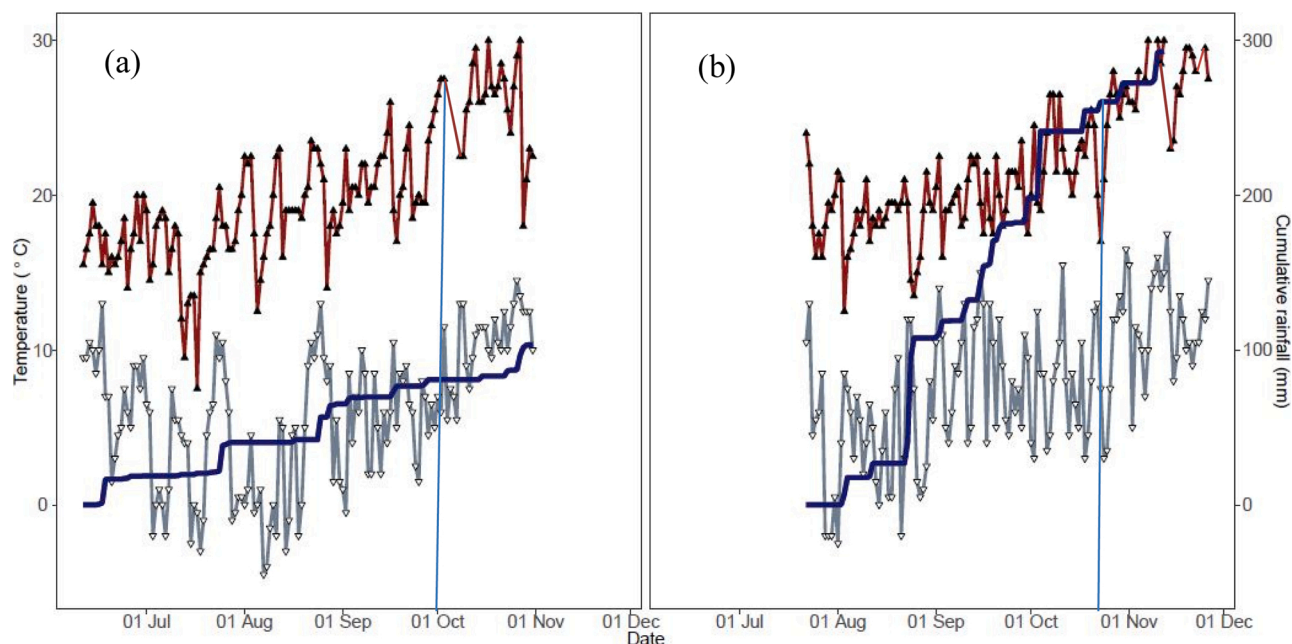 (a)
(b)
30
20
10
0
Temperature ( ° C)
300
200
100
0
Cumulative rainfall (mm)
01 Jul 01 Aug 01 Sep 01 Oct 01 Nov 01 Dec
01 Jul 01 Aug 01 Sep 01 Oct 01 Nov 01 Dec
Date